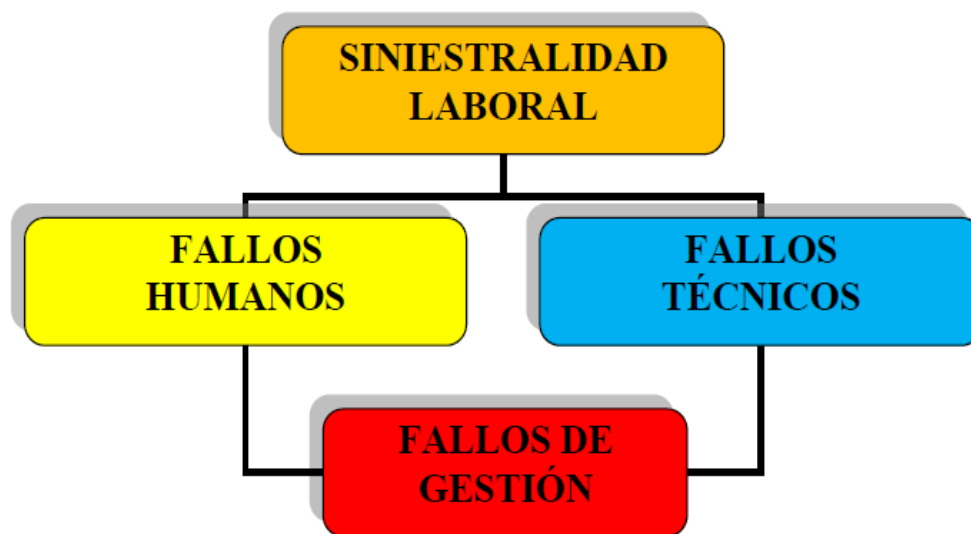 SINIESTRALIDAD
LABORAL
FALLOS
HUMANOS
FALLOS
TÉCNICOS
FALLOS DE
GESTIÓN